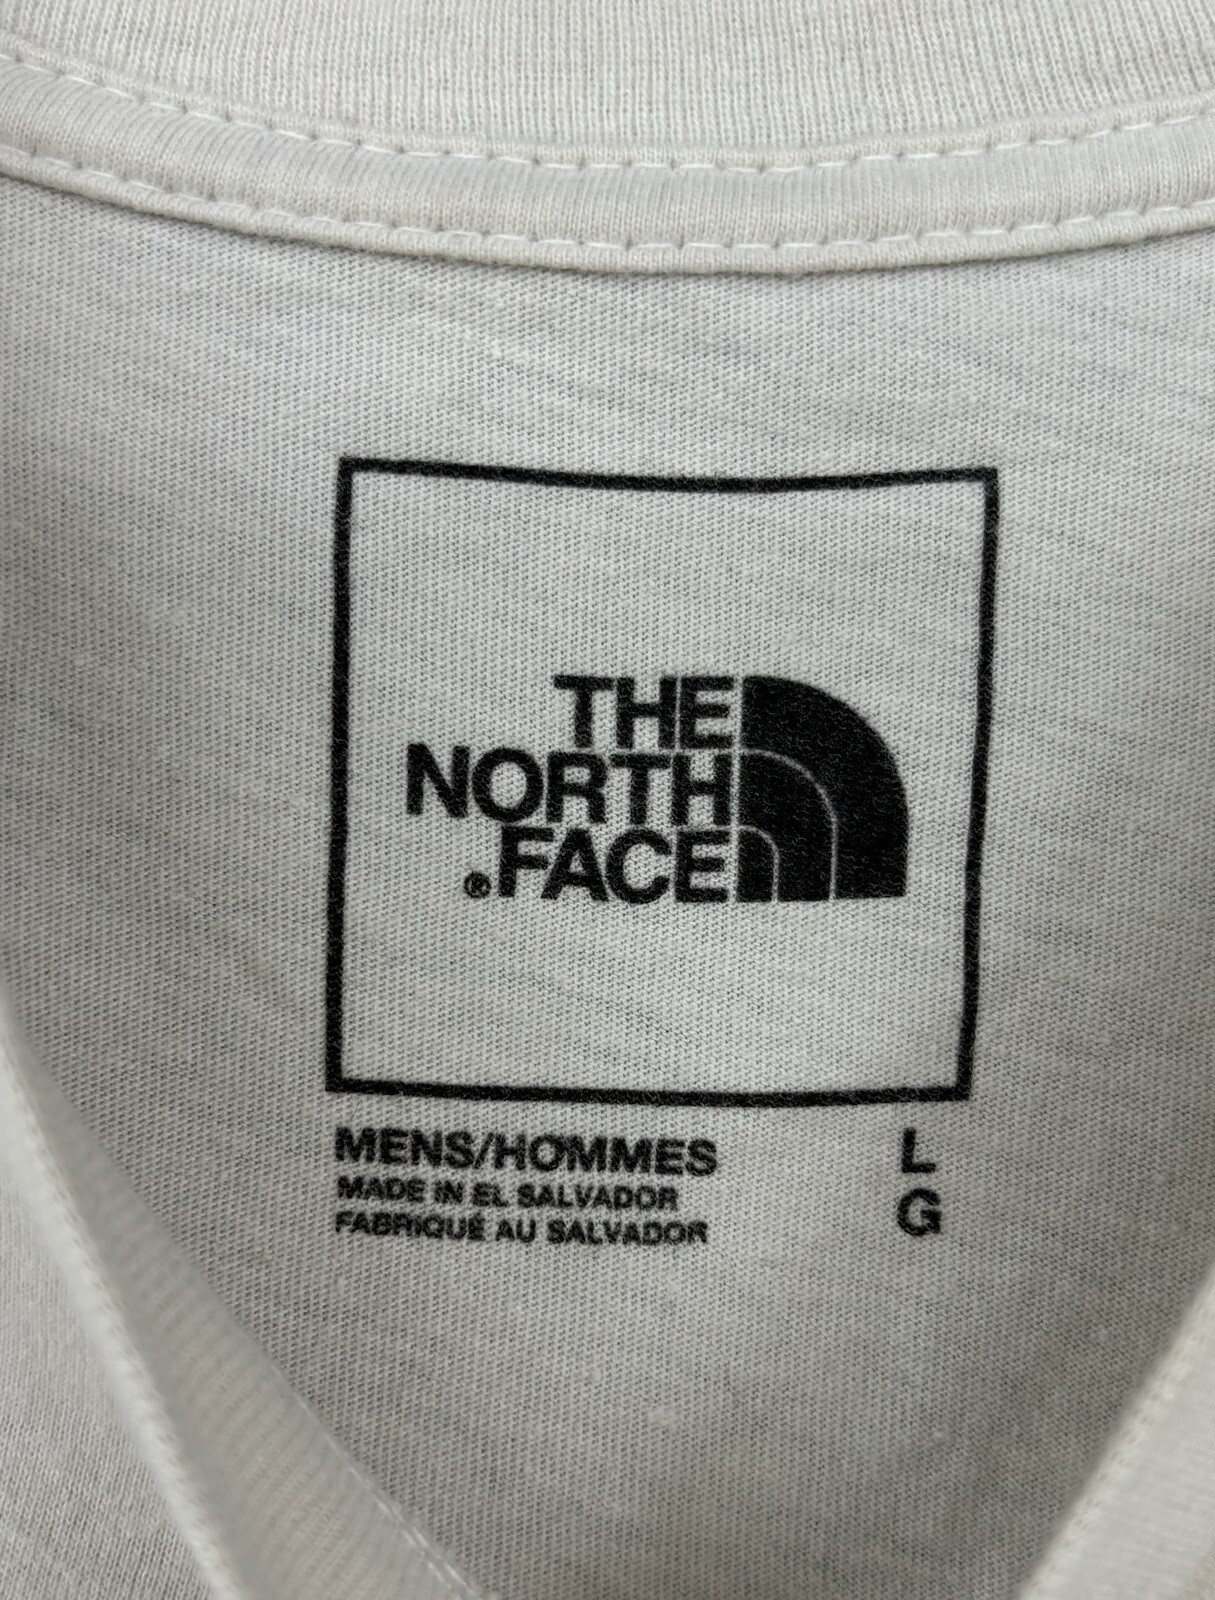 THE
NORTH
®.FACE
MENS/HOMMES L
MADE IN EL SALVADOR G
FABRIQUÉ AU SALVADOR